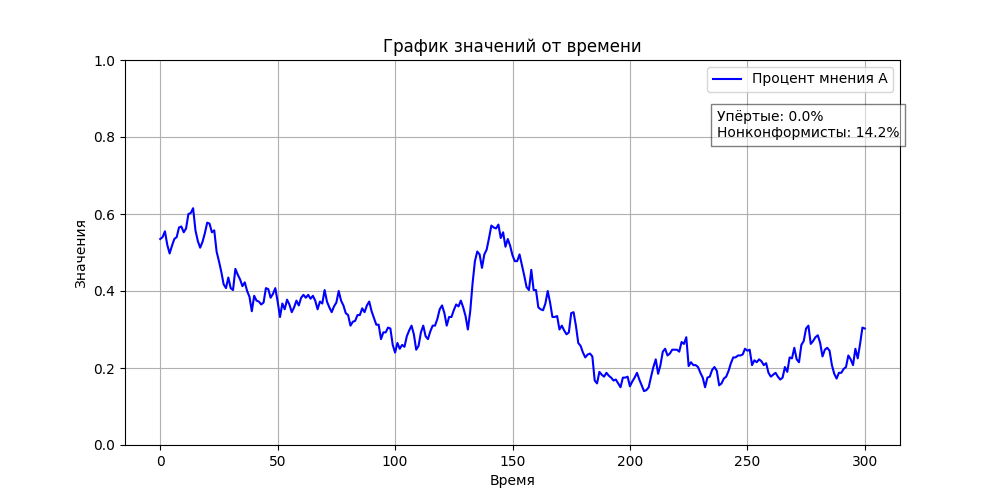 График значений от времени
Процент мнения A
Упёртые: 0.0%
Нонконформисты: 14.2%
Значения
1.0
0.8
0.6
0.4
0.2
0.0
0 50 100 150 200 250 300
Время